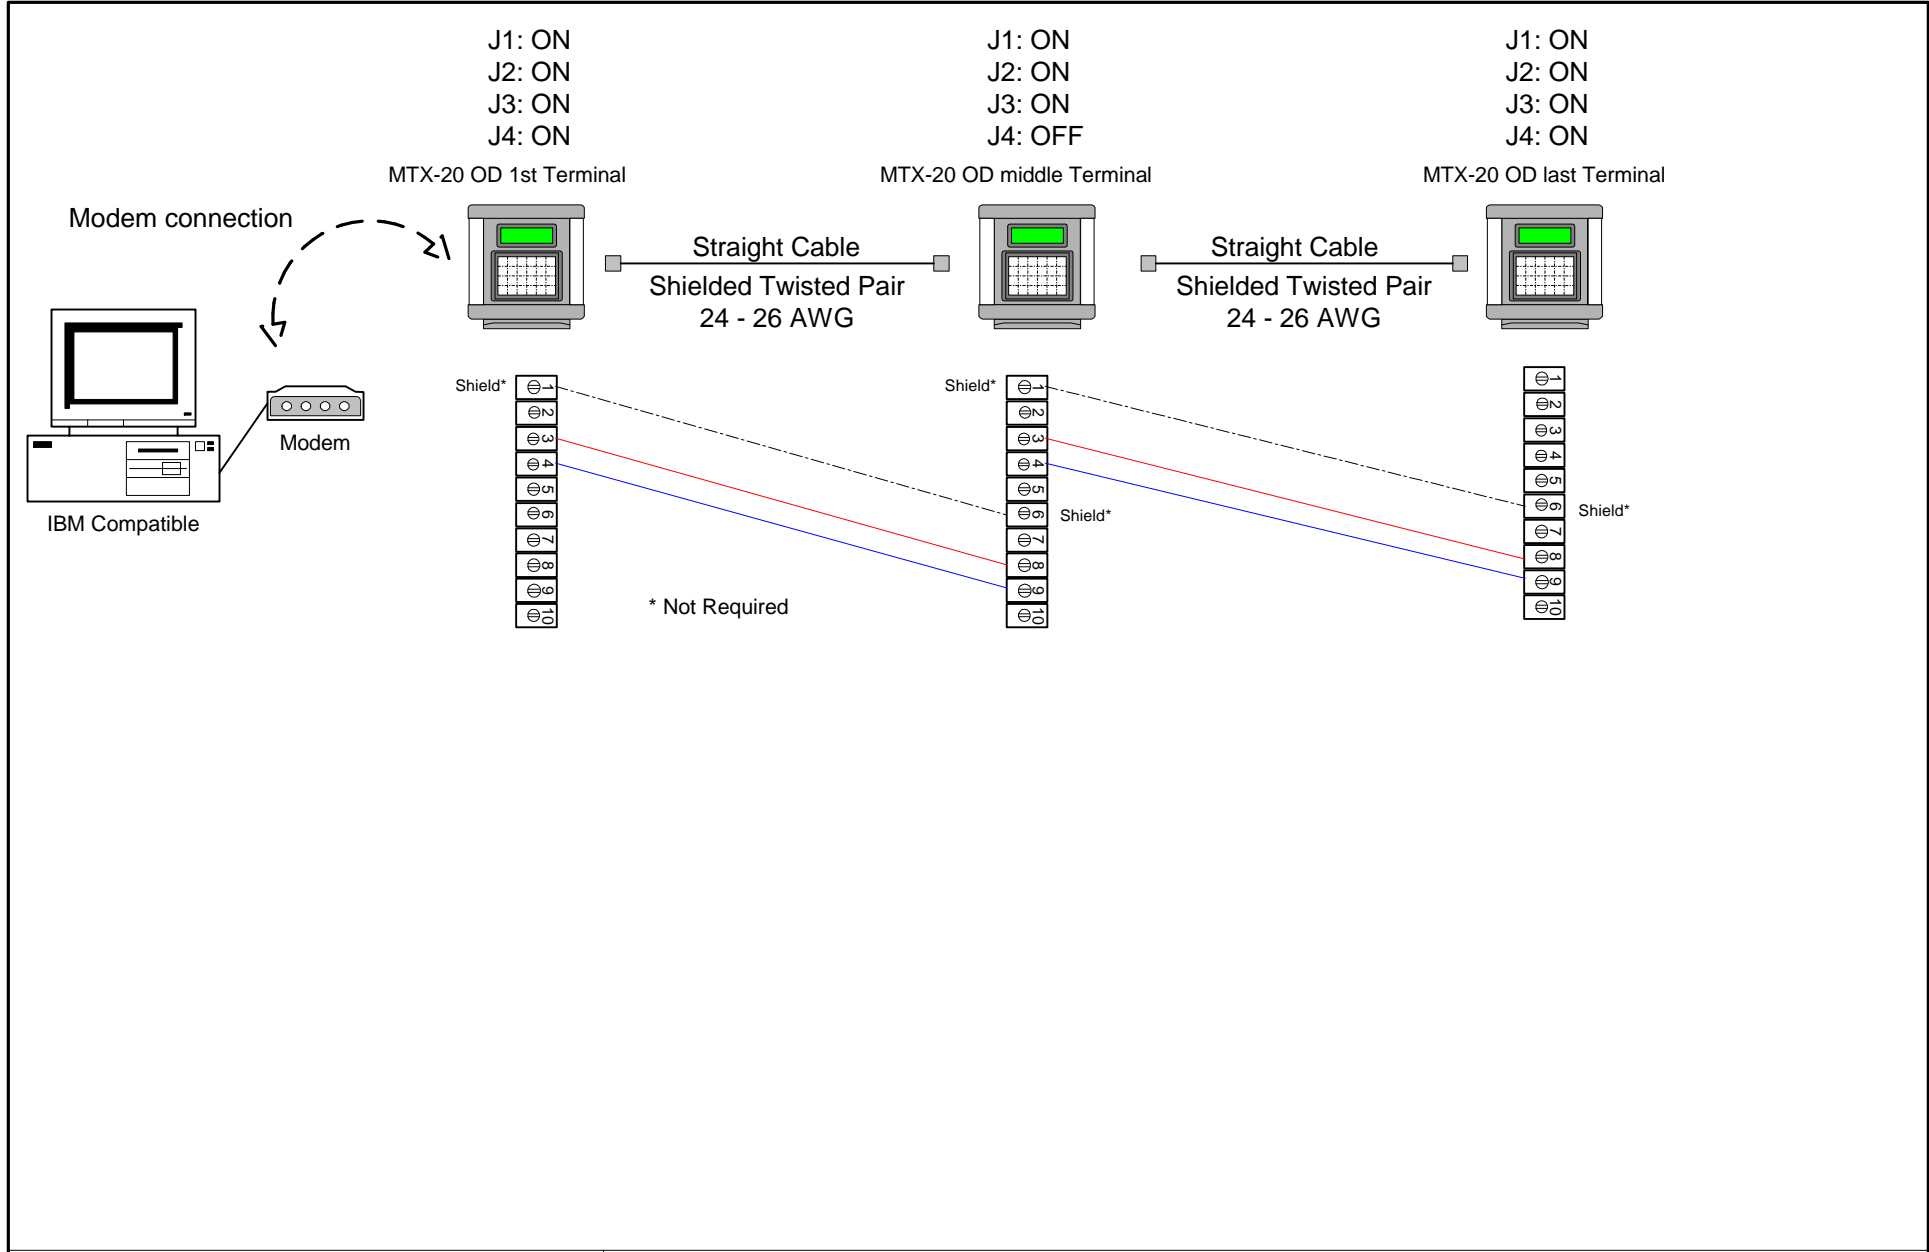 J1: ON
J2: ON
J3: ON
J4: ON
MTX-20 OD 1st Terminal
J1: ON
J2: ON
J3: ON
J4: OFF
MTX-20 OD middle Terminal
J1: ON
J2: ON
J3: ON
J4: ON
MTX-20 OD last Terminal
Modem connection
Straight Cable
Shielded Twisted Pair
24 - 26 AWG
Straight Cable
Shielded Twisted Pair
24 - 26 AWG
Modem
IBM Compatible
Shield*
1
2
3
4
5
6
7
8
9
10
Shield*
1
2
3
4
5
6
7
8
9
10
Shield*
1
2
3
4
5
6
7
8
9
10
Shield*
* Not Required